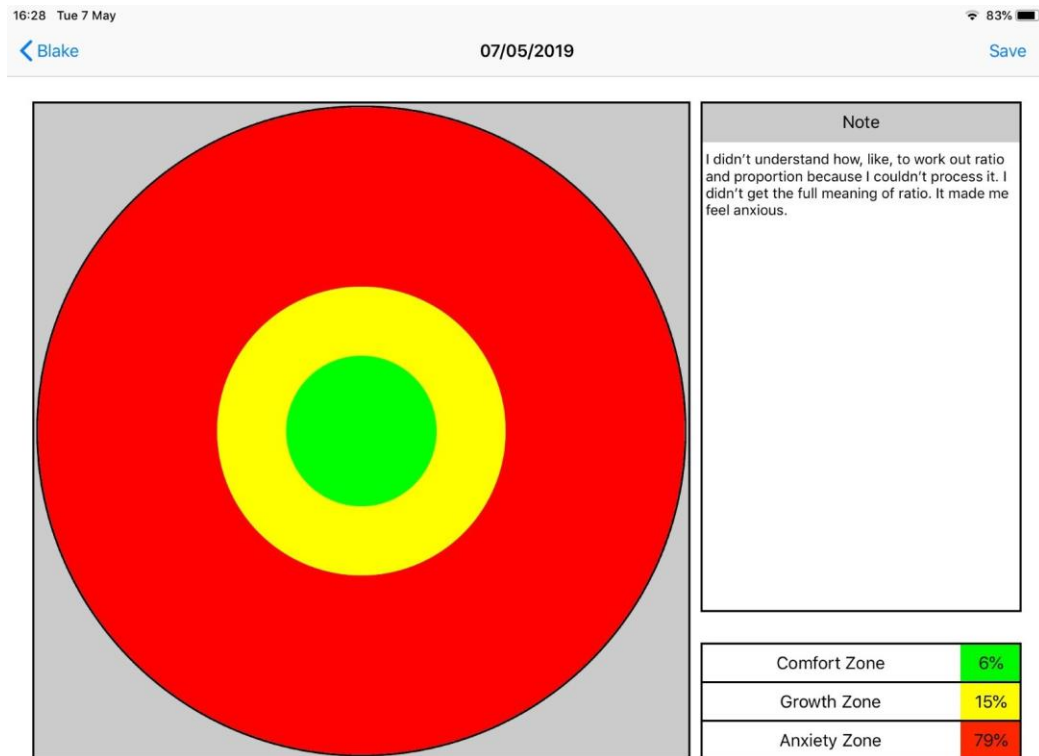 16:28 Tue 7 May
83%
Blake
07/05/2019
Save
Note
I didn't understand how, like, to work out ratio
and proportion because I couldn't process it. I
didn't get the full meaning of ratio. It made me
feel anxious.
Comfort Zone 6%
Growth Zone 15%
Anxiety Zone 79%